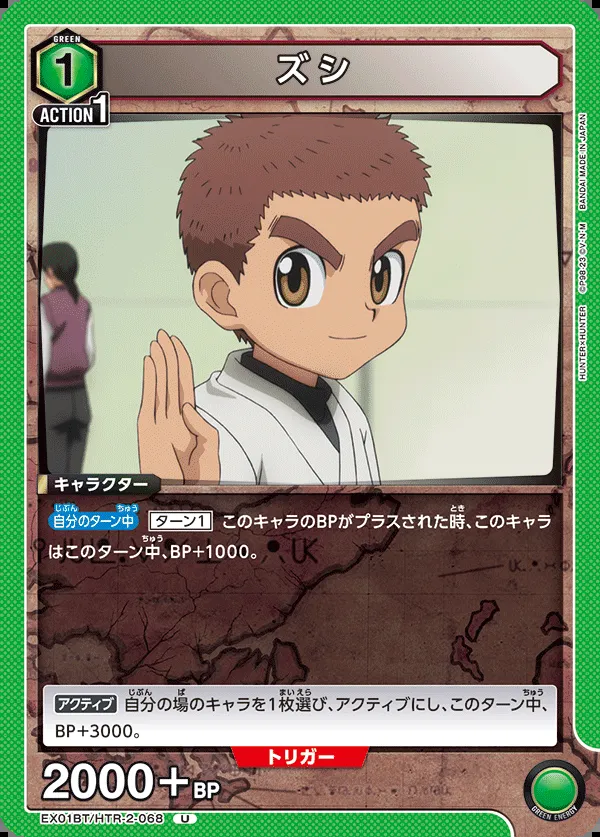 GREEN
1
ズシ
ACTION 1
BANDAI MADE IN JAPAN
©P98-23 ©V・N・M
HUNTER×HUNTER
キャラクター
自分のターン中 ターン1 このキャラのBPがプラスされた時、このキャラ
はこのターン中、BP+1000。
UK
アクティブ 自分の場のキャラを1枚選び、アクティブにし、このターン中、
BP+3000。
トリガー
2000+BP
EX01BT/HTR-2-068 U
GREEN ENERGY